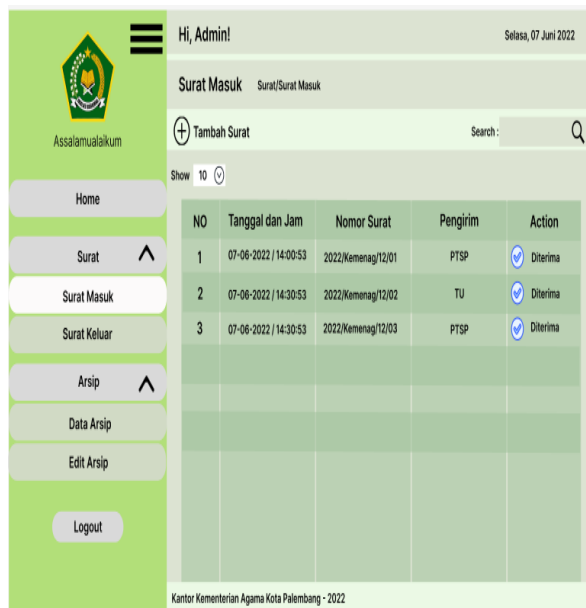 Hi, Admin!
Selasa, 07 Juni 2022
Surat Masuk Surat/Surat Masuk
Assalamualaikum
Tambah Surat
Search :
Show 10
Home
Surat
Surat Masuk
Surat Keluar
Arsip
Data Arsip
Edit Arsip
Logout
NO Tanggal dan Jam Nomor Surat Pengirim Action
1 07-06-2022 / 14:00:53 2022/Kemenag/12/01 PTSP Diterima
2 07-06-2022 / 14:30:53 2022/Kemenag/12/02 TU Diterima
3 07-06-2022 / 14:30:53 2022/Kemenag/12/03 PTSP Diterima
Kantor Kementerian Agama Kota Palembang - 2022